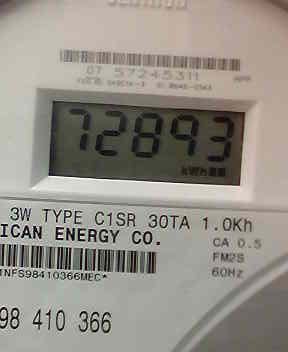 07 57245311
72893
kWh
3W TYPE C1SR 30TA 1.0Kh
ICAN ENERGY CO.
CA 0.5
FM2S
60Hz
1NFS98410366MEC*
98 410 366